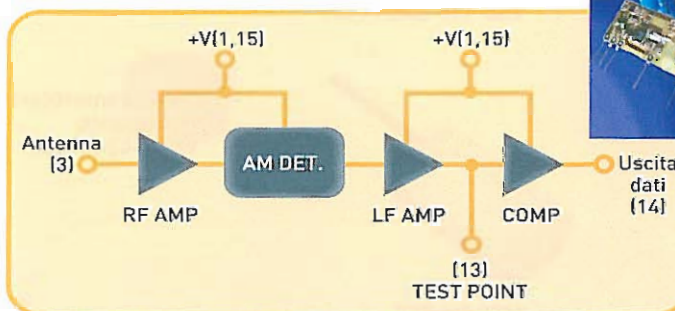 +V(1,15)
+V(1,15)
Antenna
(3)
AM DET.
Uscita
dati
(14)
RF AMP
LF AMP
COMP
(13)
TEST POINT